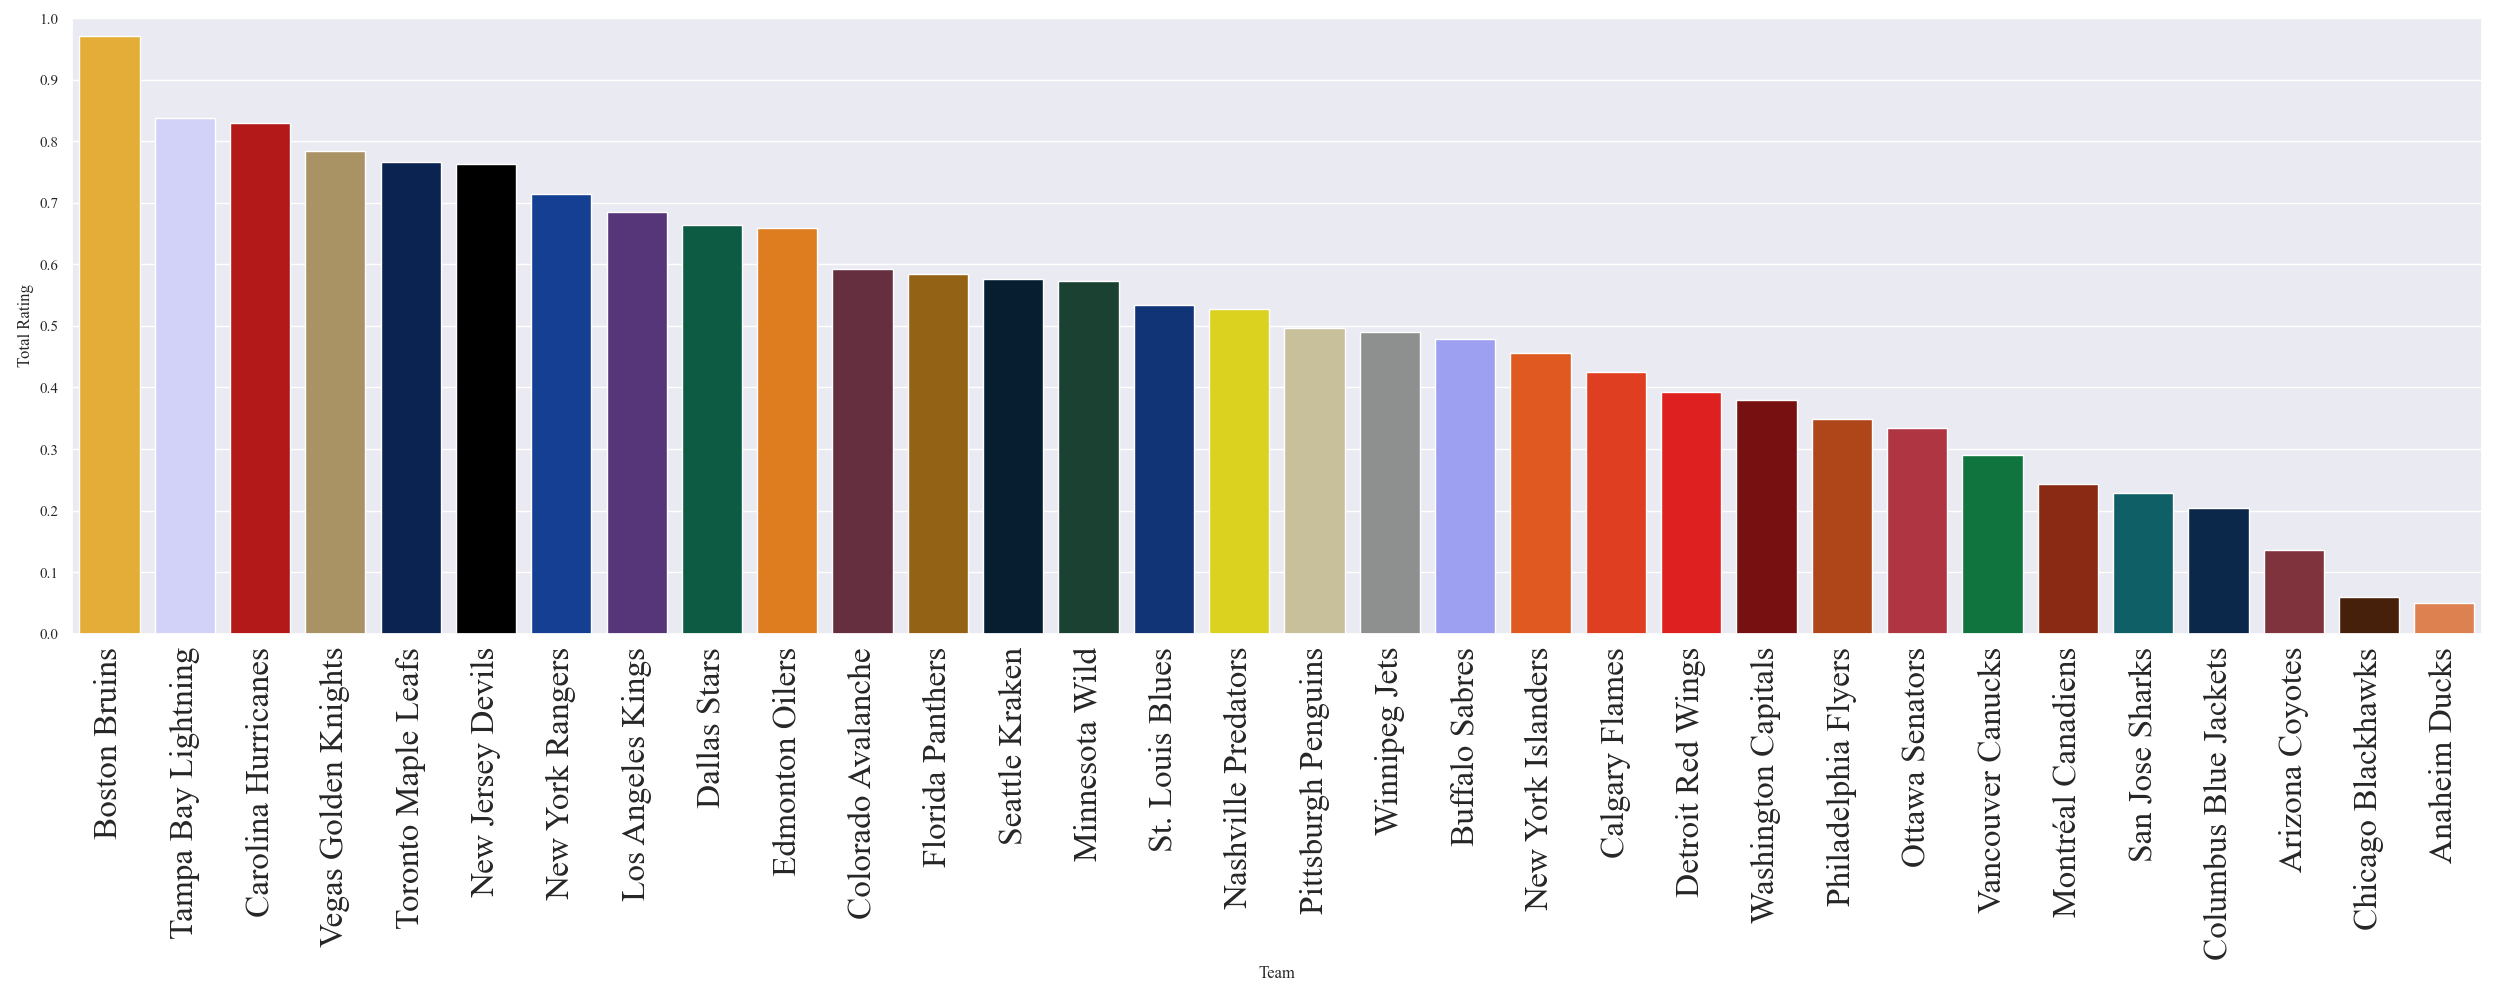 1.0
0.9
0.8
0.7
0.6
0.5
0.4
0.3
0.2
0.1
0.0
Total Rating
Boston Bruins
Tampa Bay Lightning
Carolina Hurricanes
Vegas Golden Knights
Toronto Maple Leafs
New Jersey Devils
New York Rangers
Los Angeles Kings
Dallas Stars
Edmonton Oilers
Colorado Avalanche
Florida Panthers
Seattle Kraken
Minnesota Wild
St. Louis Blues
Nashville Predators
Pittsburgh Penguins
Winnipeg Jets
Buffalo Sabres
New York Islanders
Calgary Flames
Detroit Red Wings
Washington Capitals
Philadelphia Flyers
Ottawa Senators
Vancouver Canucks
Montréal Canadiens
San Jose Sharks
Columbus Blue Jackets
Arizona Coyotes
Chicago Blackhawks
Anaheim Ducks
Team